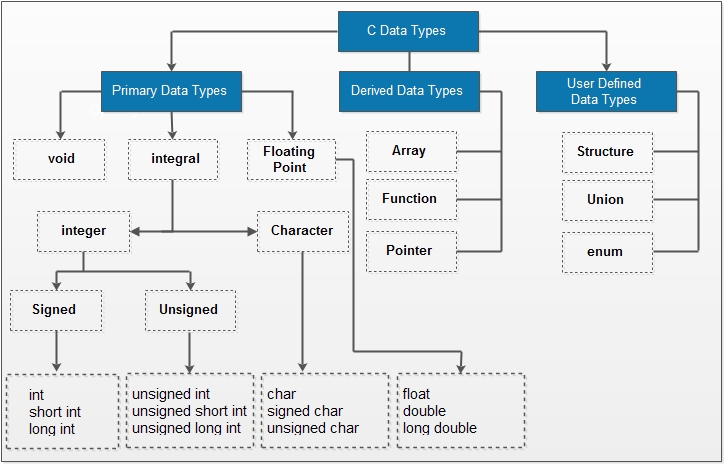 C Data Types
Primary Data Types
Derived Data Types
User Defined
Data Types
void
integral
Floating
Point
Array
Structure
Function
Union
integer
Character
Pointer
enum
Signed
Unsigned
int
short int
long int
unsigned int
unsigned short int
unsigned long int
char
signed char
unsigned char
float
double
long double